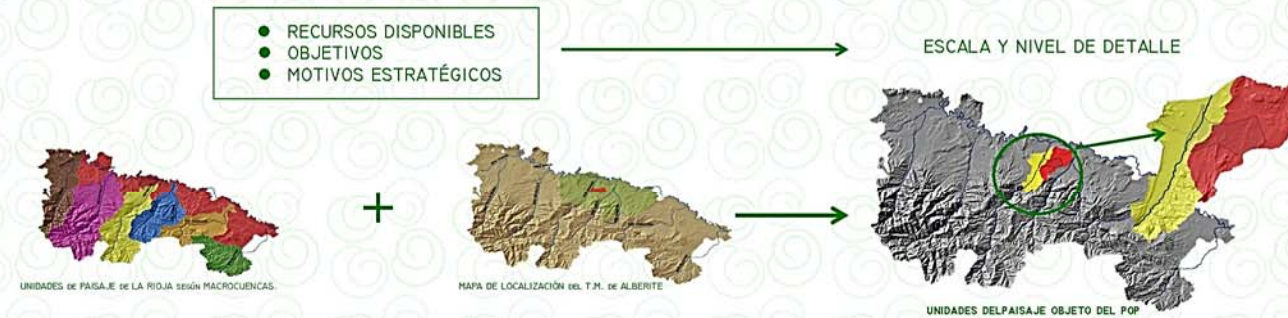 RECURSOS DISPONIBLES
OBJETIVOS
MOTIVOS ESTRATÉGICOS
ESCALA Y NIVEL DE DETALLE
+
UNIDADES DE PAISAJE DE LA RIOJA SEGÚN MACROCUENCAS.
MAPA DE LOCALIZACIÓN DEL T.M. DE ALBERITE
UNIDADES DELPAISAJE OBJETO DEL POP